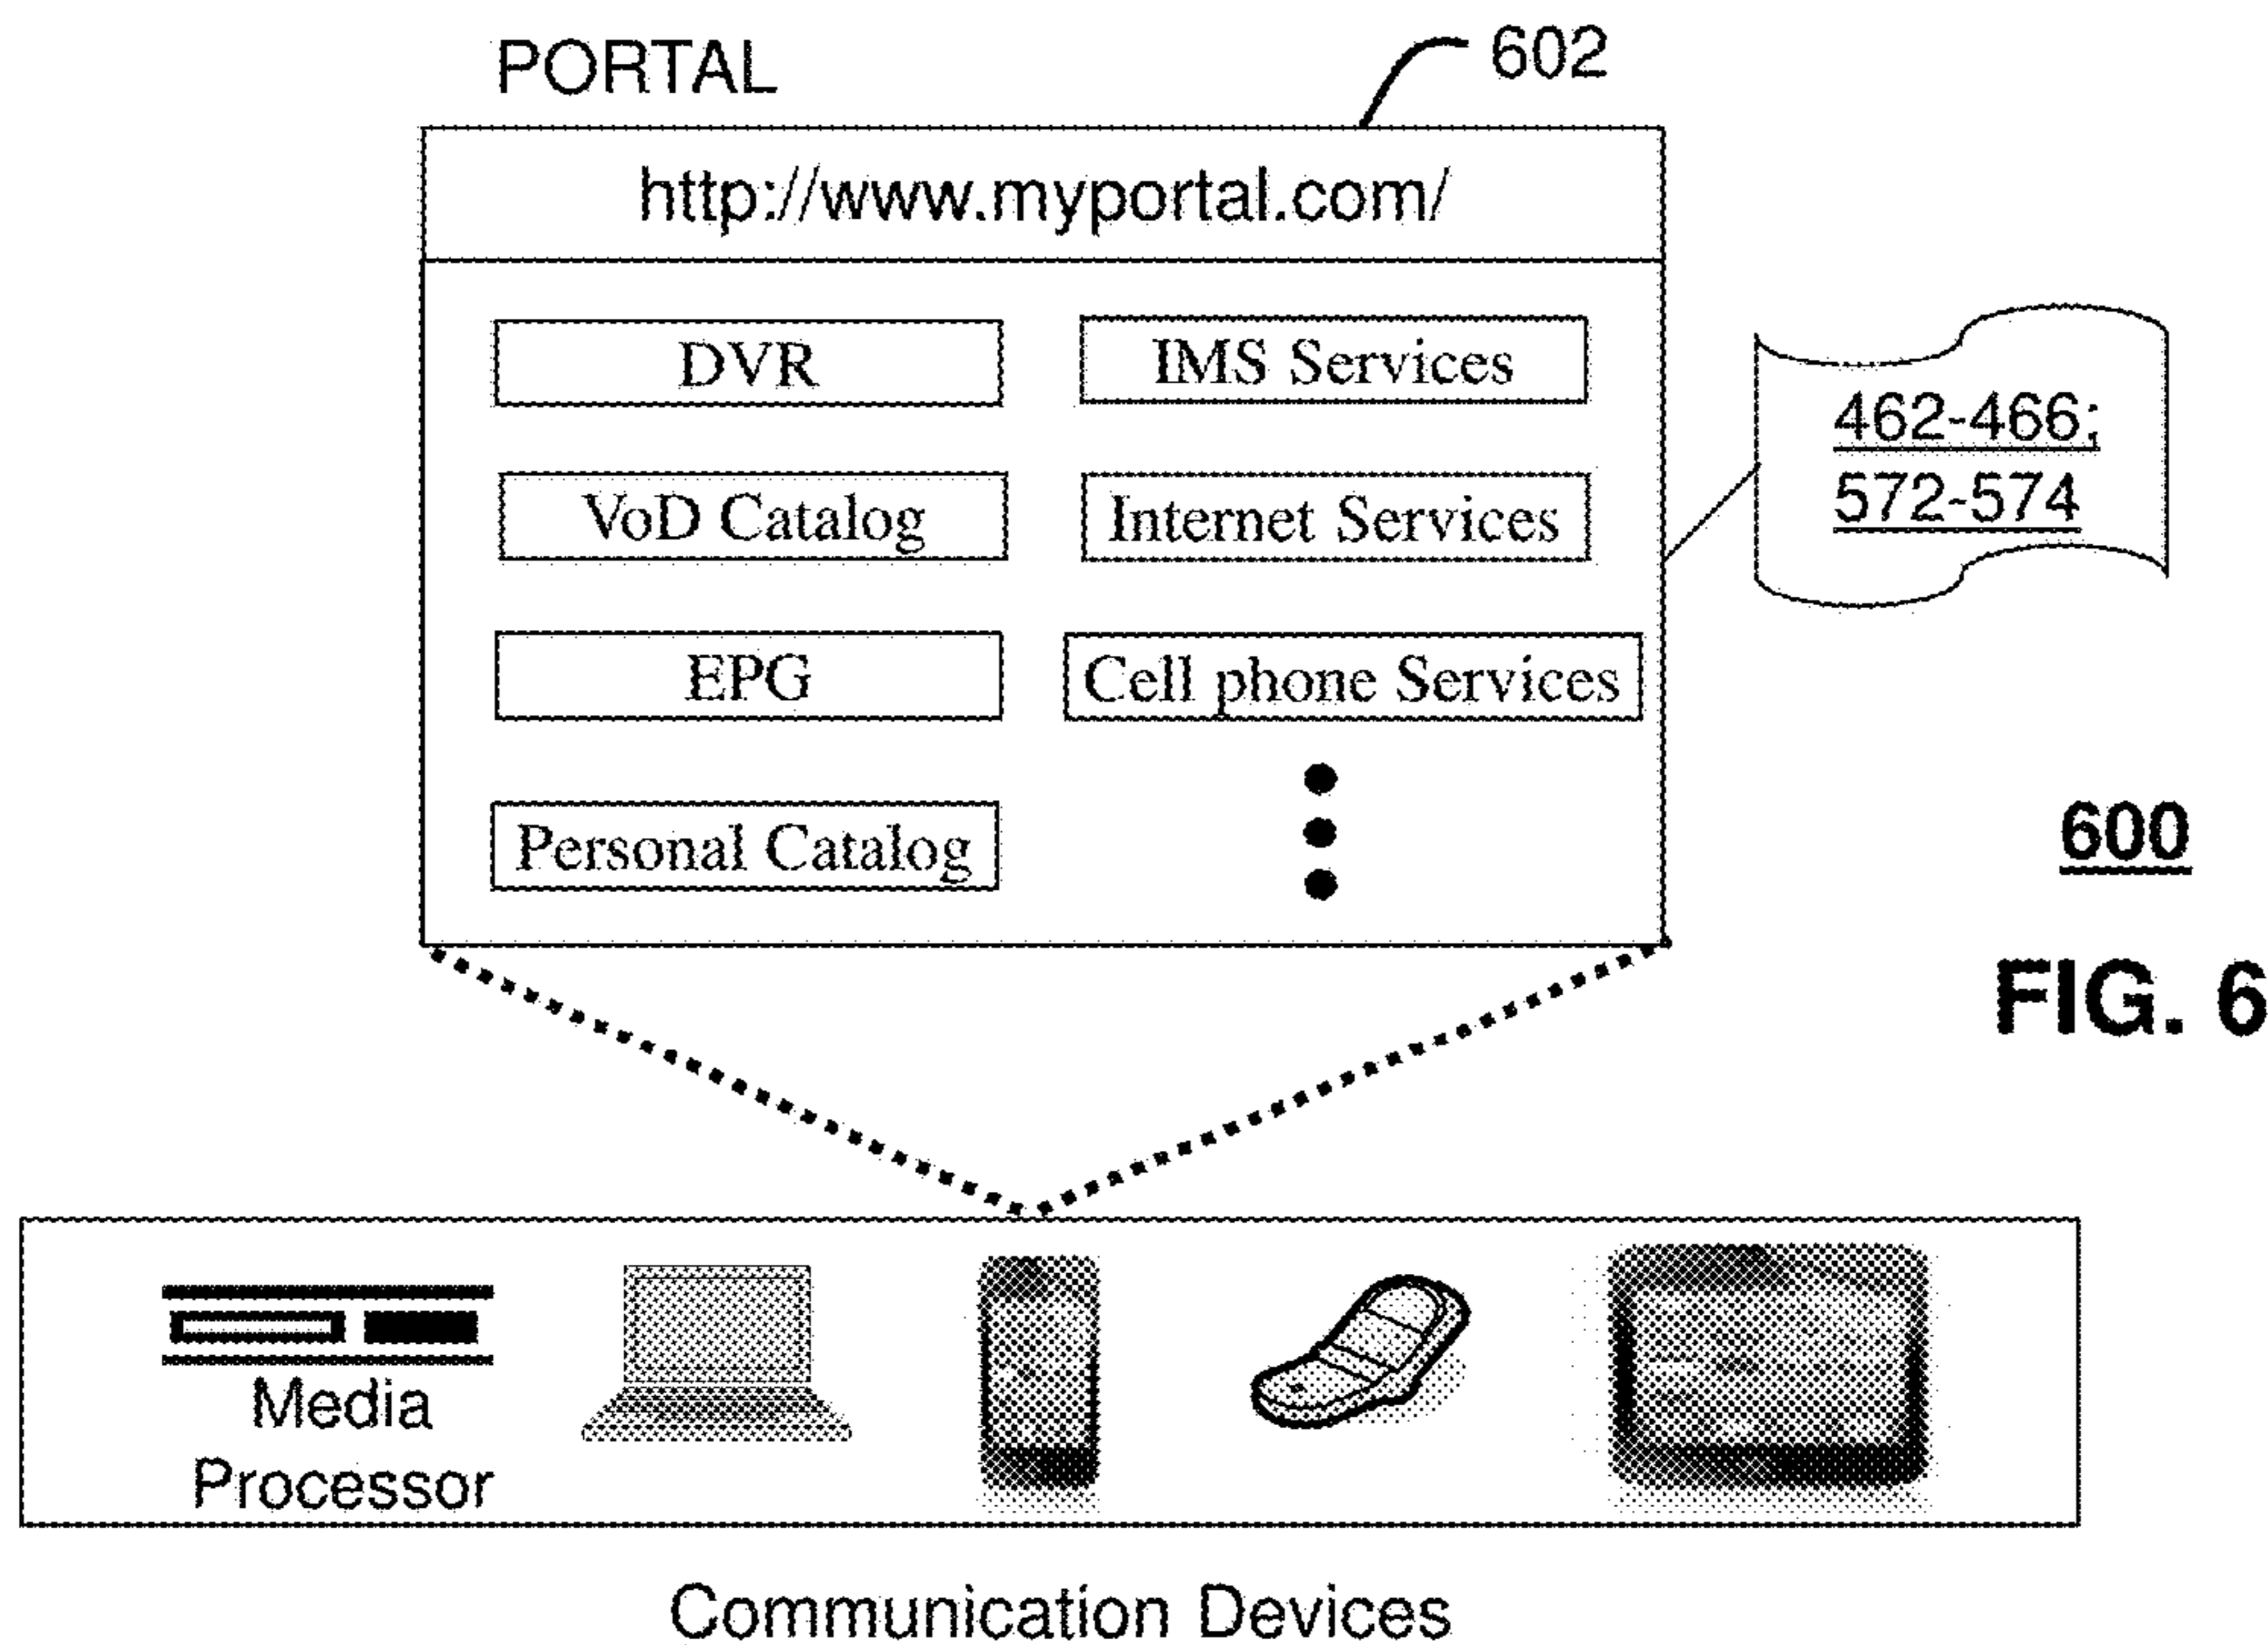 PORTAL
602
http://www.myportal.com/
DVR
IMS Services
462-466;
572-574
VoD Catalog
Internet Services
EPG
Cell phone Services
Personal Catalog
600
FIG. 6
Media
Processor
Communication Devices